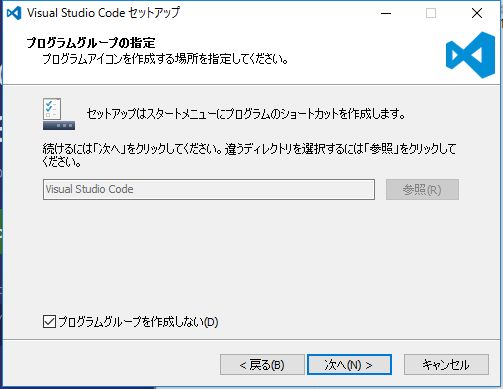 Visual Studio Code セットアップ
プログラムグループの指定
プログラムアイコンを作成する場所を指定してください。
セットアップはスタートメニューにプログラムのショートカットを作成します。
続けるには「次へ」をクリックしてください。違うディレクトリを選択するには「参照」をクリックして
ください。
Visual Studio Code
参照(R)
プログラムグループを作成しない(D)
< 戻る(B)
次へ(N) >
キャンセル